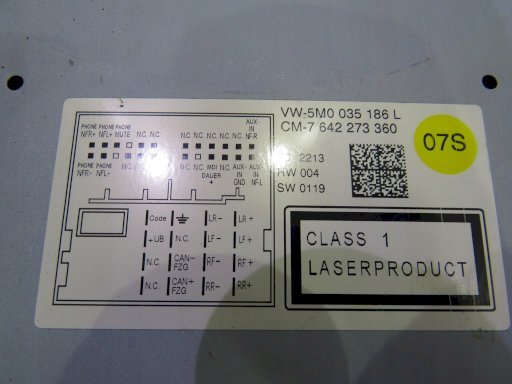 VW-5M0 035 186 L
CM-7 642 273 360
2213
HW 004
SW 0119
07S
PHONE PHONE PHONE AUX-
NFR+ NFL+ MUTE N.C. N.C. N.C. N.C. N.C. N.C. N.C. IN
NF-R
PHONE PHONE N.C. N.C. N.C. MDI N.C. AUX- AUX-
NFR- NFL- DAUER IN IN
+ GND NF-L
Code LR- LR+
+UB N.C. LF- LF+
N.C. CAN- FZG RF- RF+
N.C. CAN+ FZG RR- RR+
CLASS 1
LASERPRODUCT